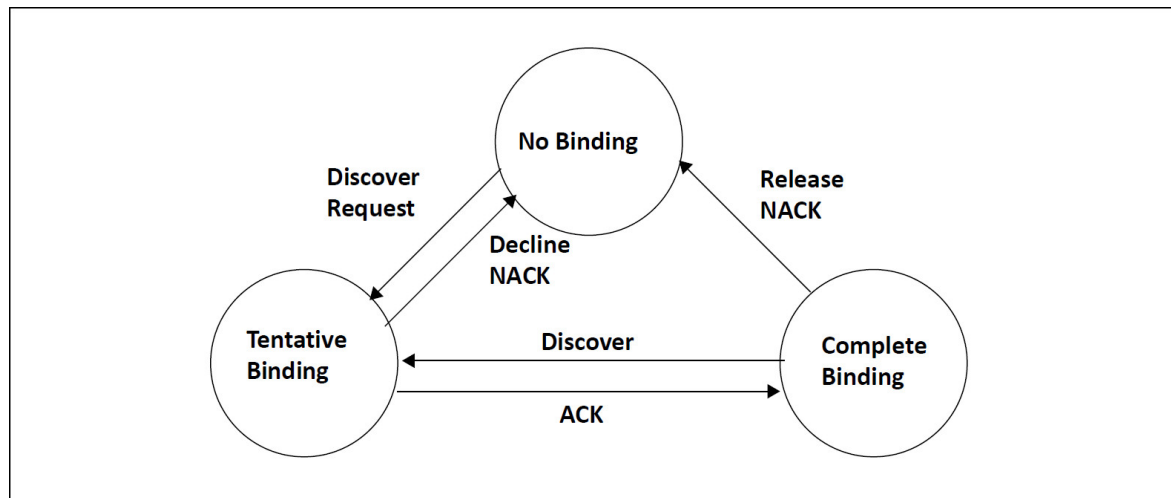 No Binding
Discover
Request
Release
NACK
Decline
NACK
Tentative
Binding
Discover
Complete
Binding
ACK